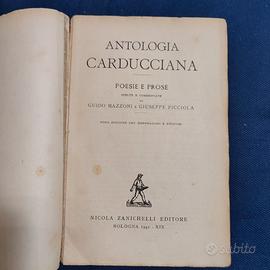 ANTOLOGIA
CARDUCCIANA
POESIE E PROSE
SCELTE E COMMENTATE
DA
GUIDO MAZZONI E GIUSEPPE PICCIOLA
NICOLA ZANICHELLI EDITORE
BOLOGNA 1941 - XIX
subito